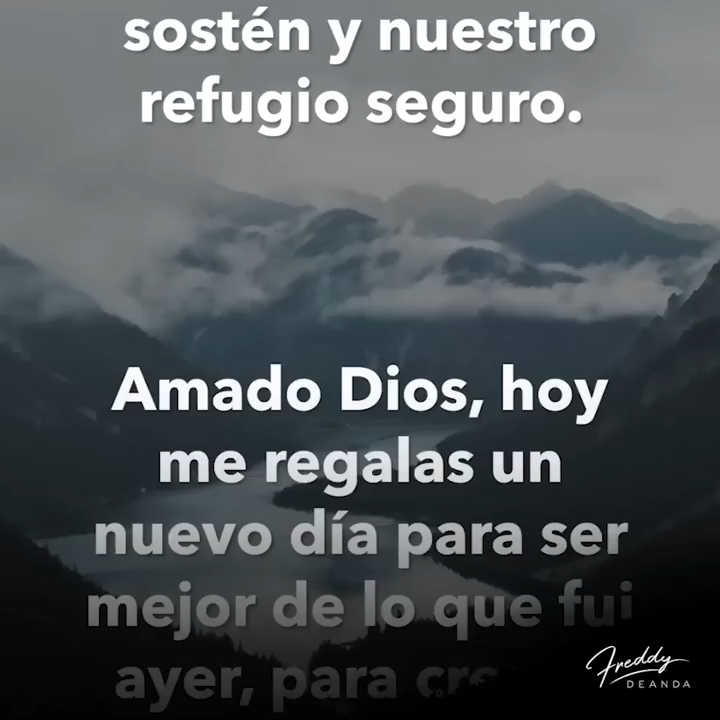 sostén y nuestro
refugio seguro.
Amado Dios, hoy
me regalas un
nuevo día para ser
mejor de lo que fui
ayer, para
Freddy
DEANDA